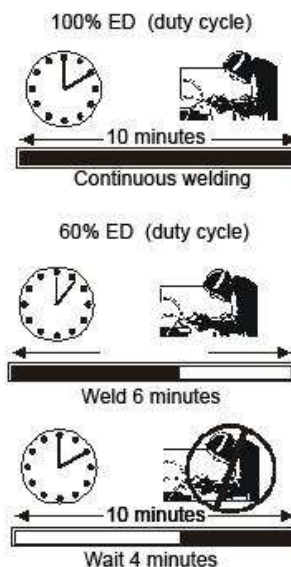 100% ED (duty cycle)
10 minutes
Continuous welding
60% ED (duty cycle)
Weld 6 minutes
10 minutes
Wait 4 minutes